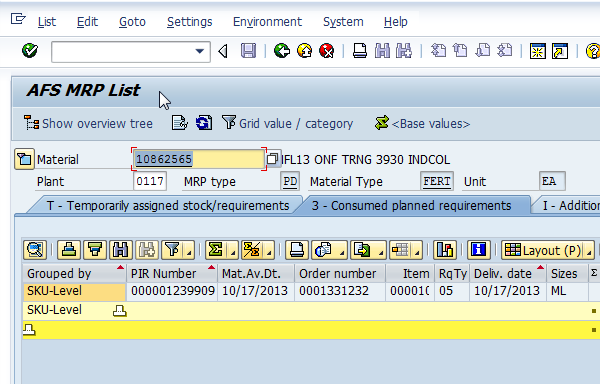 List Edit Goto Settings Environment System Help
AFS MRP List
Show overview tree Grid value / category <Base values>
Material 10862565 IFL13 ONF TRNG 3930 INDCOL
Plant 0117 MRP type PD Material Type FERT Unit EA
T - Temporarily assigned stock/requirements 3 - Consumed planned requirements I - Addition
Layout (P)
Grouped by PIR Number Mat.Av.Dt. Order number Item RqTy Deliv. date Sizes Σ
SKU-Level 000001239909 10/17/2013 0001331232 00001 05 10/17/2013 ML
SKU-Level